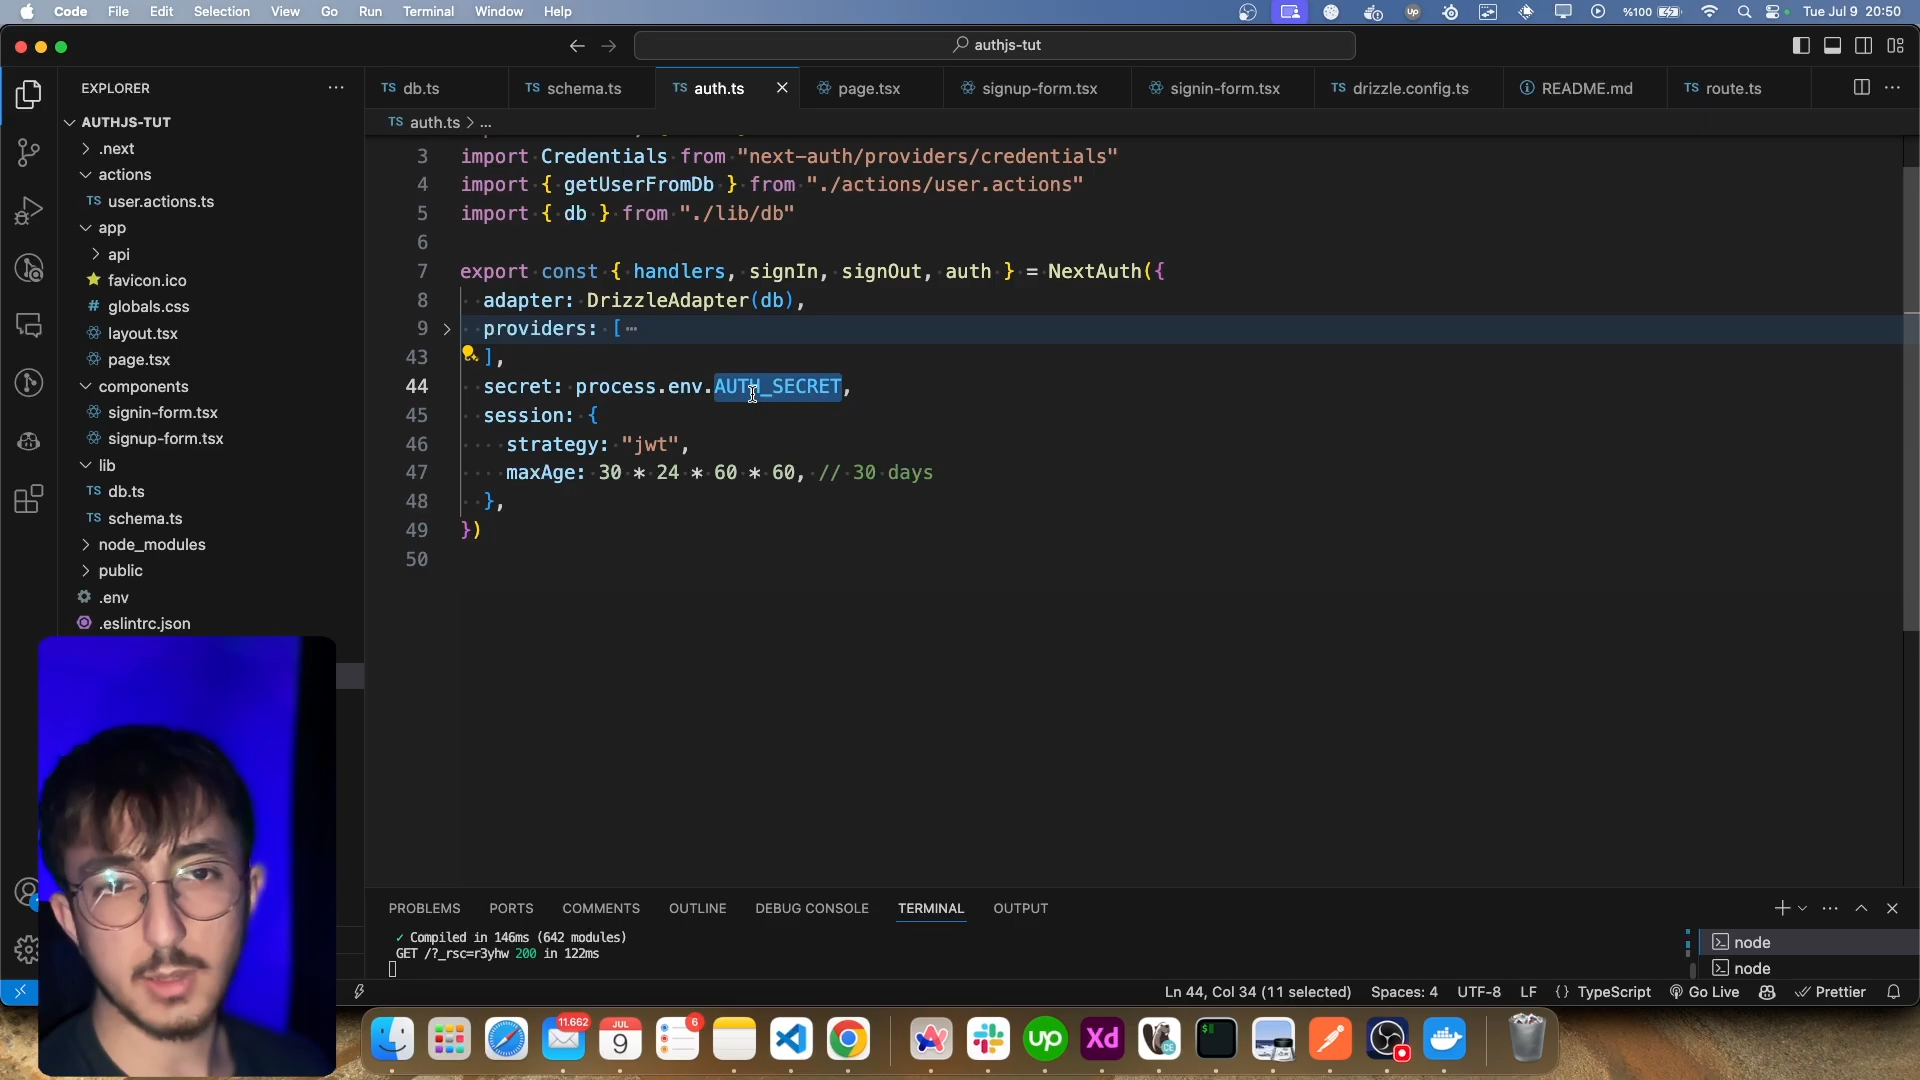 Code File Edit Selection View Go Run Terminal Window Help
up %100 Tue Jul 9 20:50
authjs-tut
EXPLORER
AUTHJS-TUT
.next
actions
TS user.actions.ts
app
api
favicon.ico
# globals.css
layout.tsx
page.tsx
components
signin-form.tsx
signup-form.tsx
lib
TS db.ts
TS schema.ts
node_modules
public
.env
.eslintrc.json
TS db.ts TS schema.ts TS auth.ts page.tsx signup-form.tsx signin-form.tsx TS drizzle.config.ts README.md TS route.ts
TS auth.ts > ...
3 import Credentials from "next-auth/providers/credentials"
4 import { getUserFromDb } from "./actions/user.actions"
5 import { db } from "./lib/db"
6
7 export const { handlers, signIn, signOut, auth } = NextAuth({
8 adapter: DrizzleAdapter(db),
9 providers: [
43 ],
44 secret: process.env.AUTH_SECRET,
45 session: {
46 strategy: "jwt",
47 maxAge: 30 * 24 * 60 * 60, // 30 days
48 },
49 })
50
PROBLEMS PORTS COMMENTS OUTLINE DEBUG CONSOLE TERMINAL OUTPUT
✓ Compiled in 146ms (642 modules)
GET /?_rsc=r3yhw 200 in 122ms
node
node
Ln 44, Col 34 (11 selected) Spaces: 4 UTF-8 LF {} TypeScript Go Live Prettier
11.662 JUL 9 6 up Xd CE $